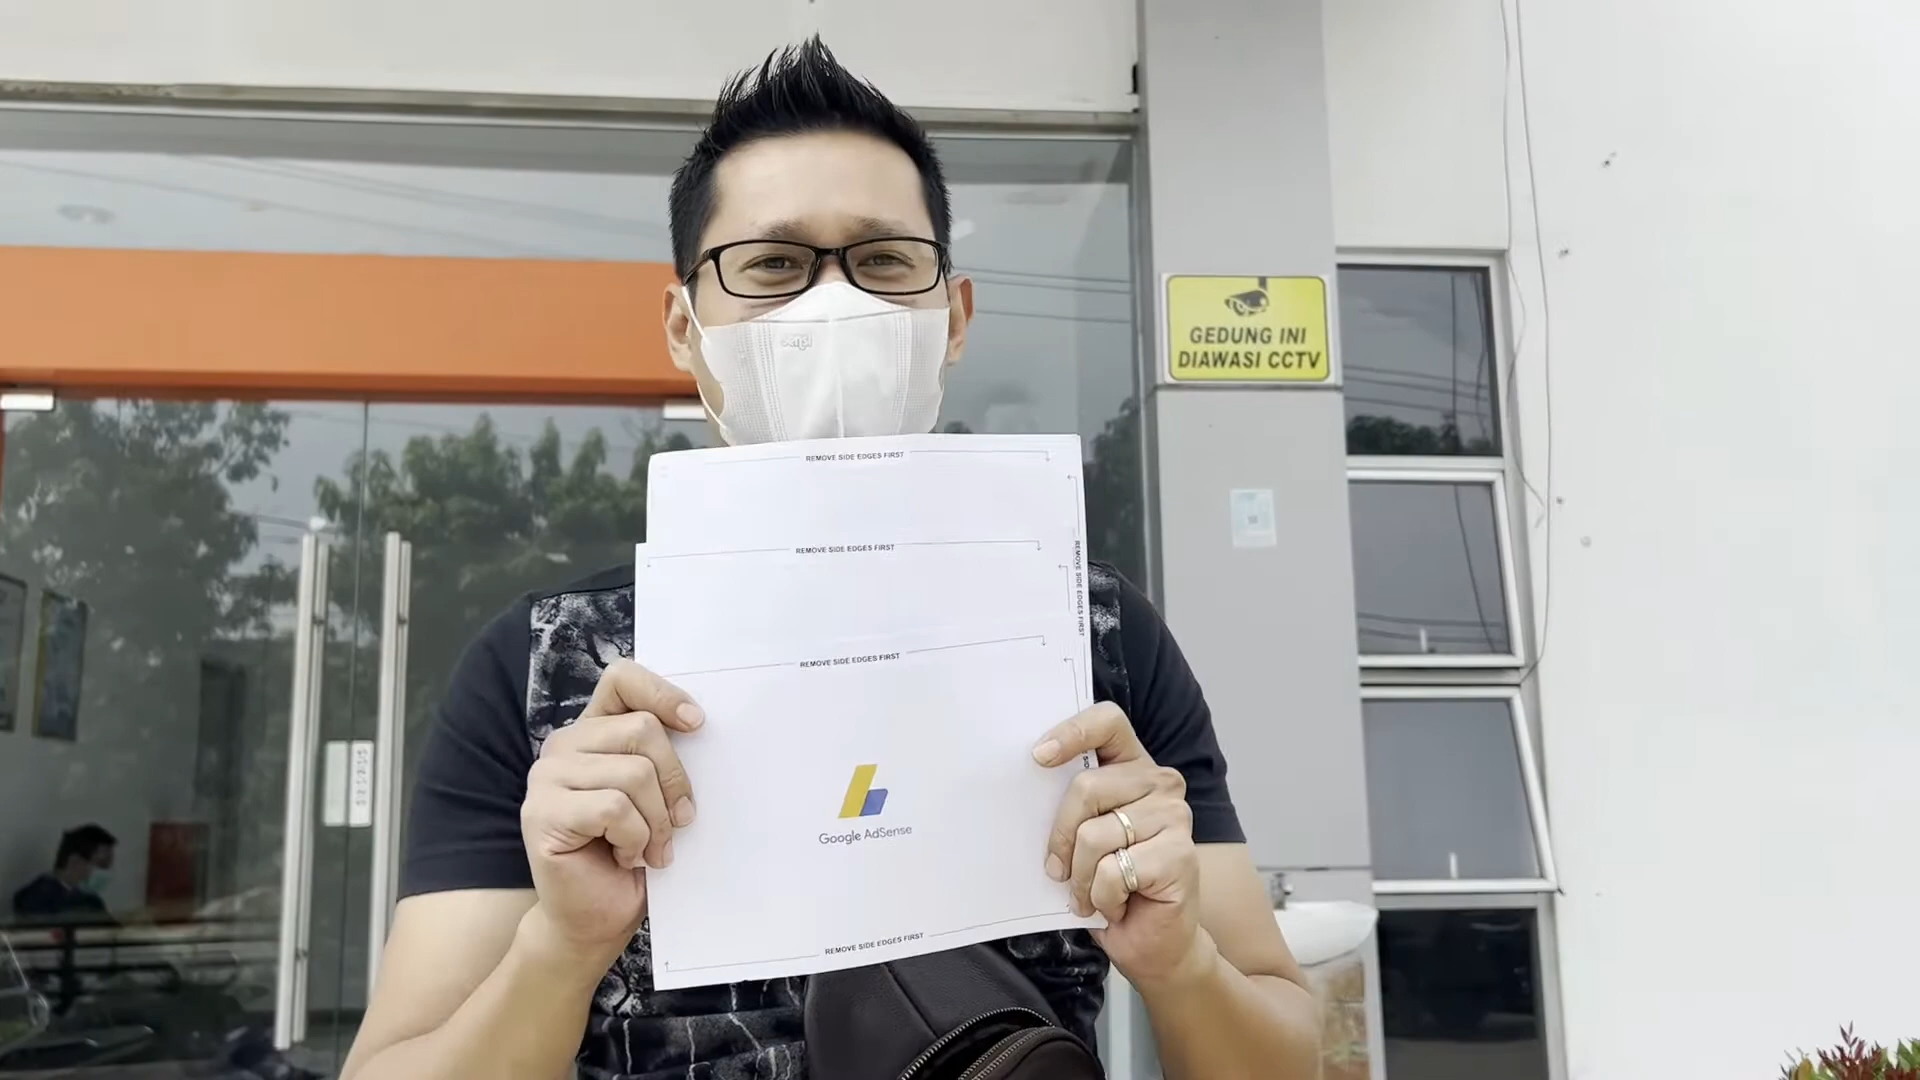 GEDUNG INI
DIAWASI CCTV
REMOVE SIDE EDGES FIRST
REMOVE SIDE EDGES FIRST
REMOVE SIDE EDGES FIRST
REMOVE SIDE EDGES FIRST
SID
Google AdSense
REMOVE SIDE EDGES FIRST